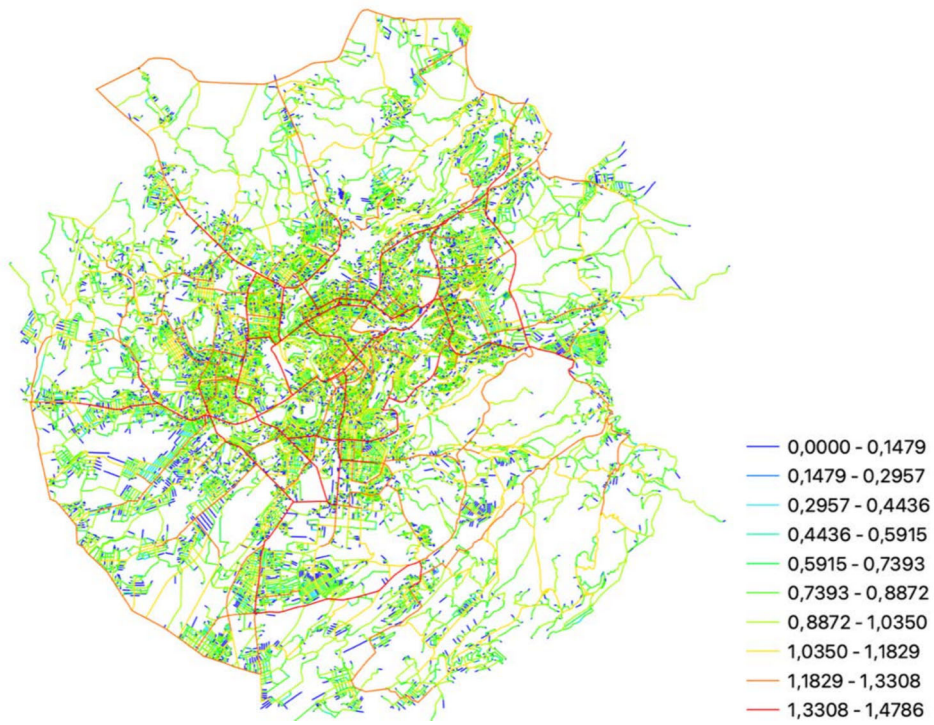 0,0000 - 0,1479
0,1479 - 0,2957
0,2957 - 0,4436
0,4436 - 0,5915
0,5915 - 0,7393
0,7393 - 0,8872
0,8872 - 1,0350
1,0350 - 1,1829
1,1829 - 1,3308
1,3308 - 1,4786